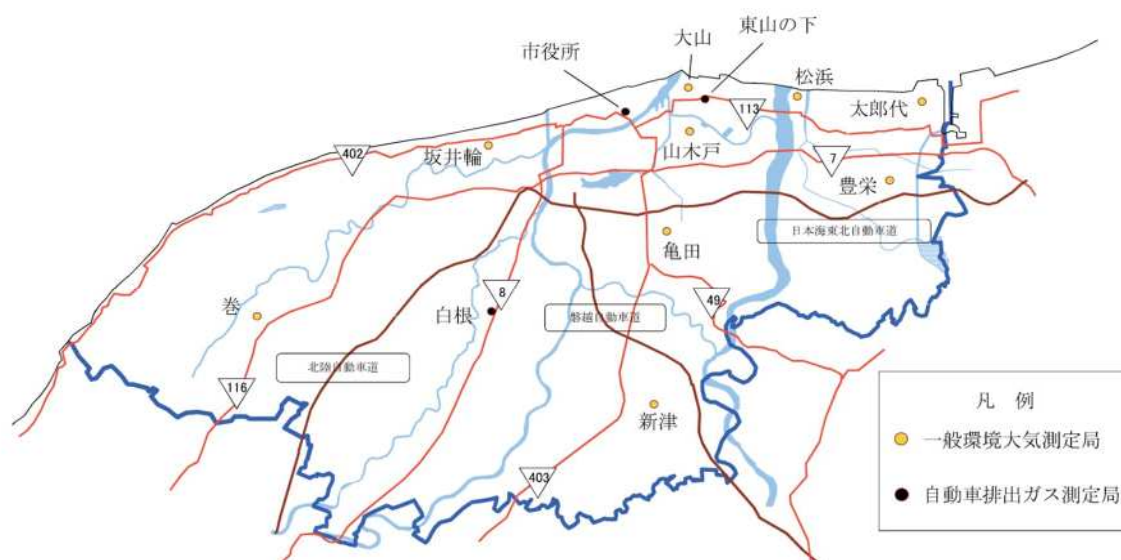 東山の下
大山
市役所
松浜
太郎代
113
402
坂井輪
山木戸
7
豊栄
亀田
日本海東北自動車道
8
49
巻
白根
磐越自動車道
北陸自動車道
116
新津
403
凡 例
一般環境大気測定局
自動車排出ガス測定局